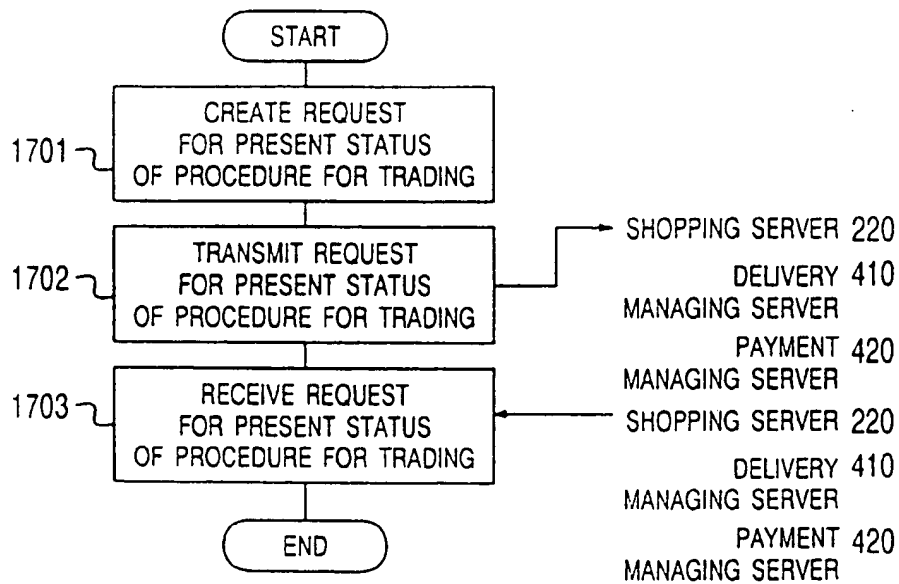 START
CREATE REQUEST
FOR PRESENT STATUS
OF PROCEDURE FOR TRADING
1701
TRANSMIT REQUEST
FOR PRESENT STATUS
OF PROCEDURE FOR TRADING
1702
SHOPPING SERVER 220
DELIVERY 410
MANAGING SERVER
PAYMENT 420
MANAGING SERVER
RECEIVE REQUEST
FOR PRESENT STATUS
OF PROCEDURE FOR TRADING
1703
SHOPPING SERVER 220
DELIVERY 410
MANAGING SERVER
PAYMENT 420
MANAGING SERVER
END